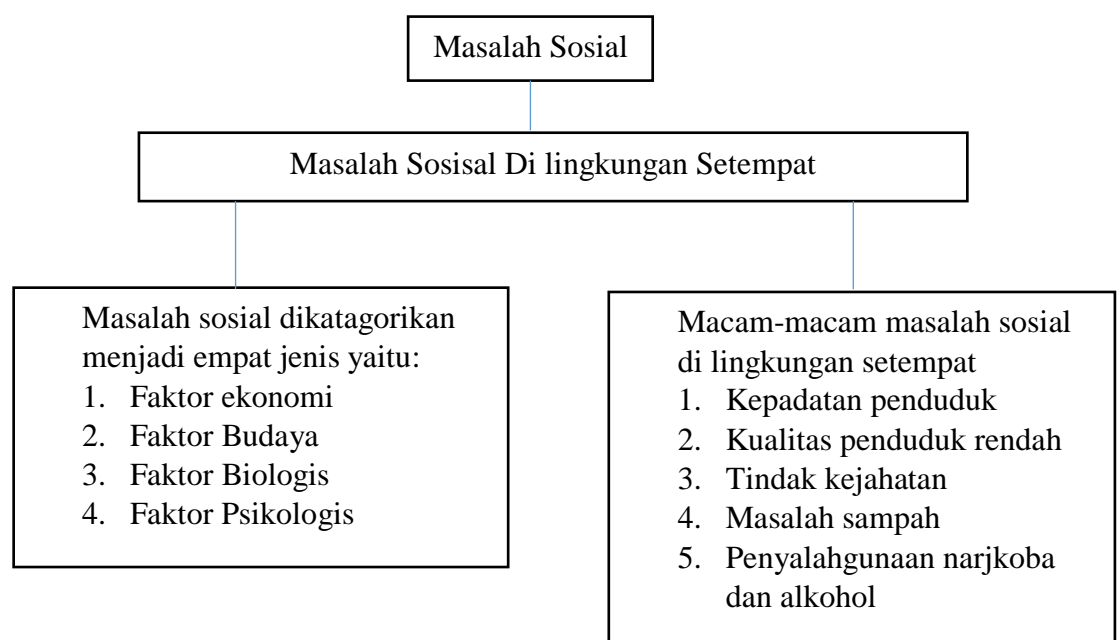 Masalah Sosial
Masalah Sosisal Di lingkungan Setempat
Masalah sosial dikatagorikan
menjadi empat jenis yaitu:
1. Faktor ekonomi
2. Faktor Budaya
3. Faktor Biologis
4. Faktor Psikologis
Macam-macam masalah sosial
di lingkungan setempat
1. Kepadatan penduduk
2. Kualitas penduduk rendah
3. Tindak kejahatan
4. Masalah sampah
5. Penyalahgunaan narjkoba
dan alkohol